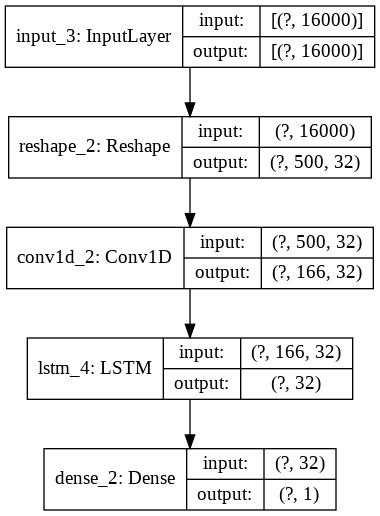 input_3: InputLayer
input: [(?, 16000)]
output: [(?, 16000)]
reshape_2: Reshape
input: (?, 16000)
output: (?, 500, 32)
conv1d_2: Conv1D
input: (?, 500, 32)
output: (?, 166, 32)
lstm_4: LSTM
input: (?, 166, 32)
output: (?, 32)
dense_2: Dense
input: (?, 32)
output: (?, 1)